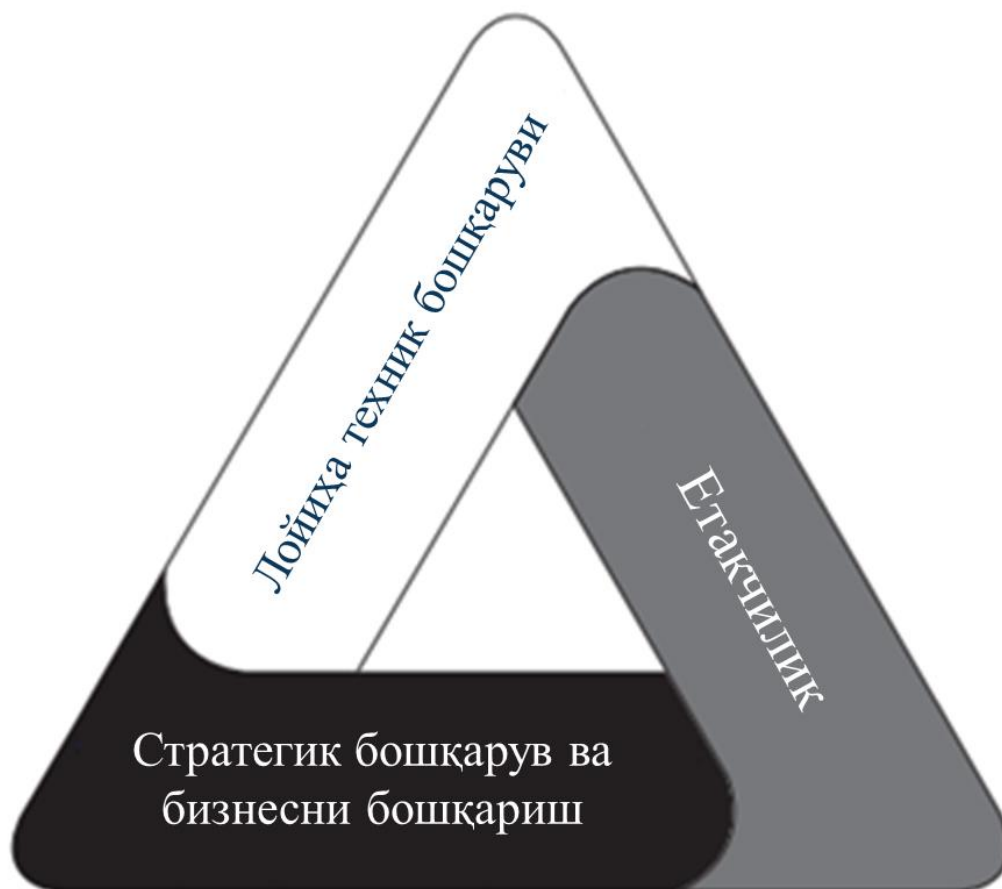 Лойиҳа техник бошқаруви
Етакчилик
Стратегик бошқарув ва
бизнесни бошқариш